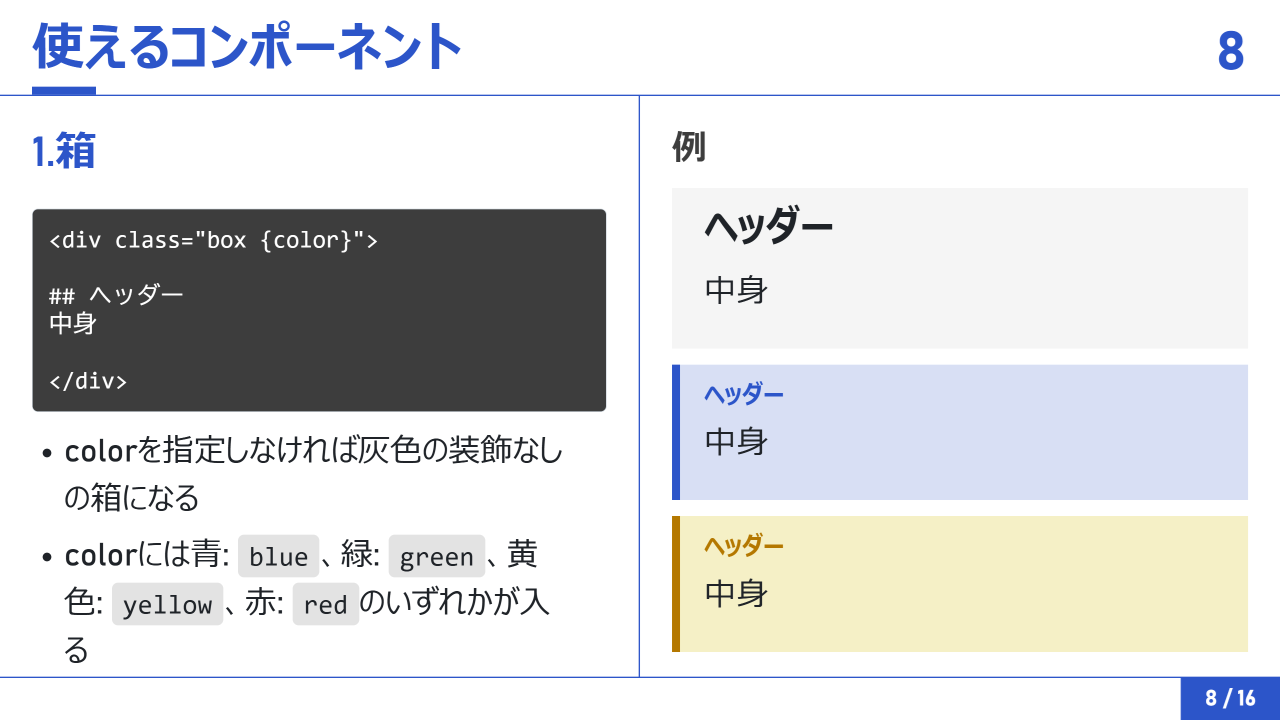 使えるコンポーネント
8
1.箱
<div class="box {color}">
## ヘッダー
中身
</div>
• colorを指定しなければ灰色の装飾なし
の箱になる
• colorには青: blue 、緑: green 、黄
色: yellow 、赤: red のいずれかが入
る
例
ヘッダー
中身
ヘッダー
中身
ヘッダー
中身
8 / 16